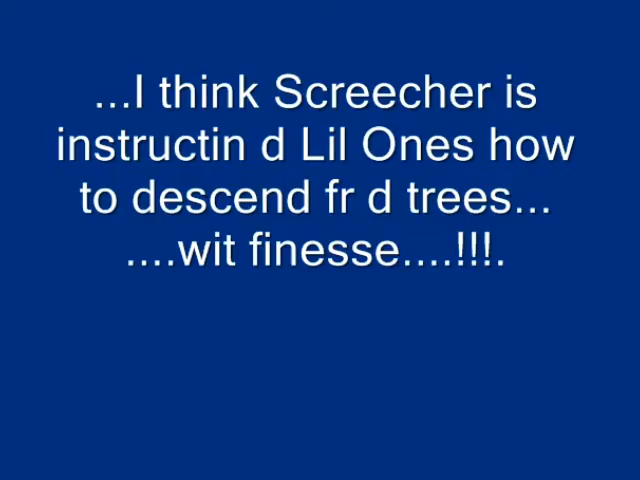 ...I think Screecher is
instructin d Lil Ones how
to descend fr d trees...
....wit finesse....!!!.